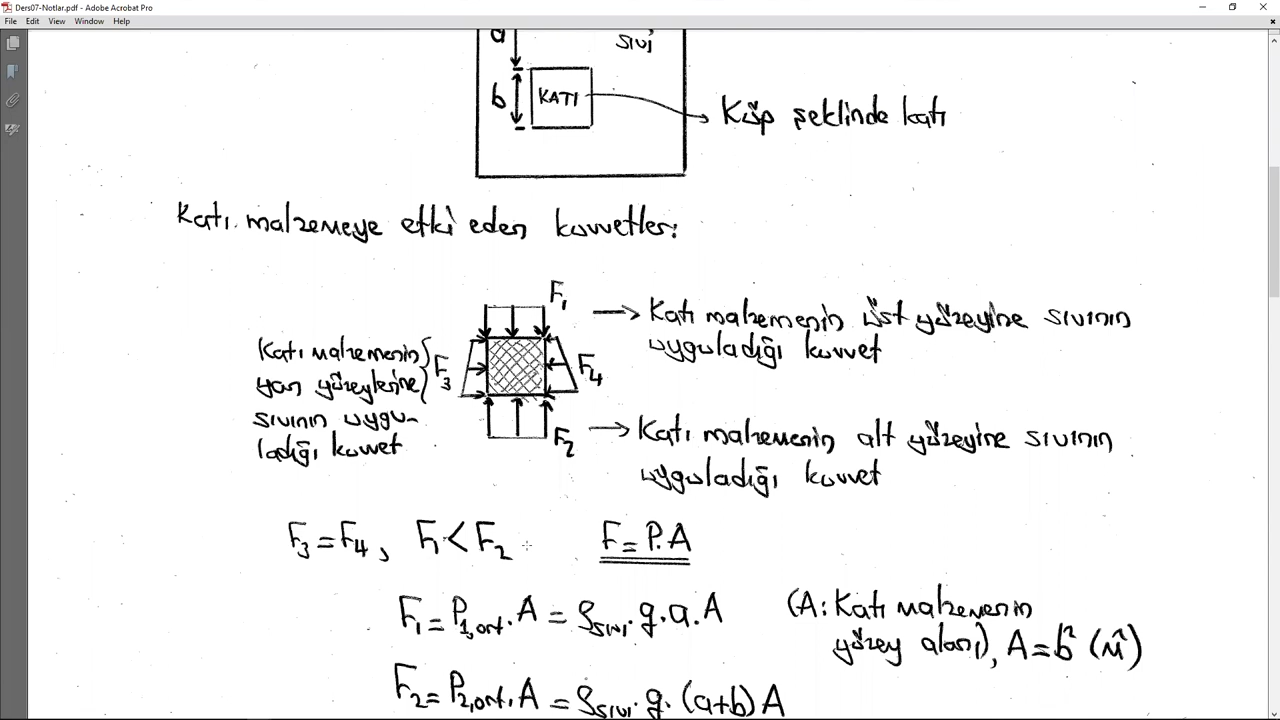 Ders07-Notlar.pdf - Adobe Acrobat Pro
File Edit View Window Help
a
sıvı
b
KATI
Küp şeklinde katı
Katı malzemeye etki eden kuvvetler:
F₁ → Katı malzemenin üst yüzeyine sıvının
uyguladığı kuvvet
Katı malzemenin
yan yüzeylerine
sıvının uygu-
ladığı kuvvet
F₃
F₄
F₂ → Katı malzemenin alt yüzeyine sıvının
uyguladığı kuvvet
F₃ = F₄, F₁ < F₂ F = P.A
F₁ = P₁,ort. A = ρsıvı. g. a. A (A: Katı malzemenin
yüzey alanı), A = b² (m²)
F₂ = P₂,ort. A = ρsıvı. g. (a+b) A